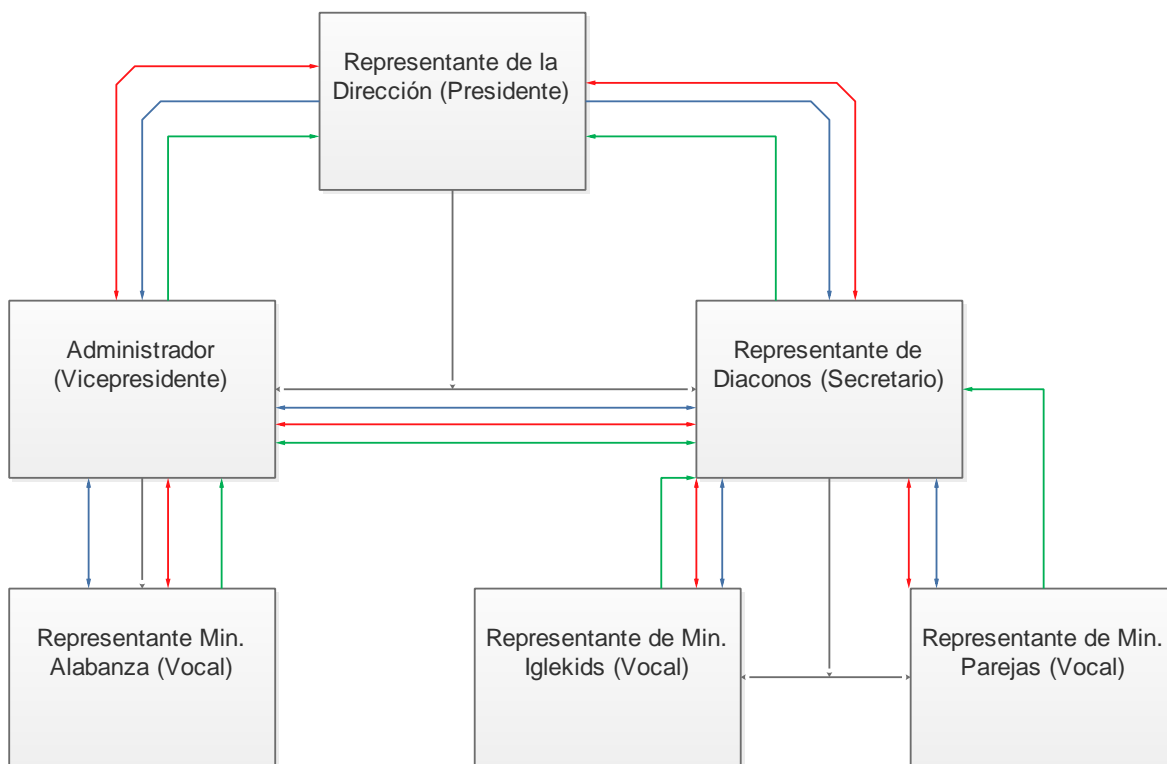 Representante de la
Dirección (Presidente)
Administrador
(Vicepresidente)
Representante de
Diaconos (Secretario)
Representante Min.
Alabanza (Vocal)
Representante de Min.
Iglekids (Vocal)
Representante de Min.
Parejas (Vocal)